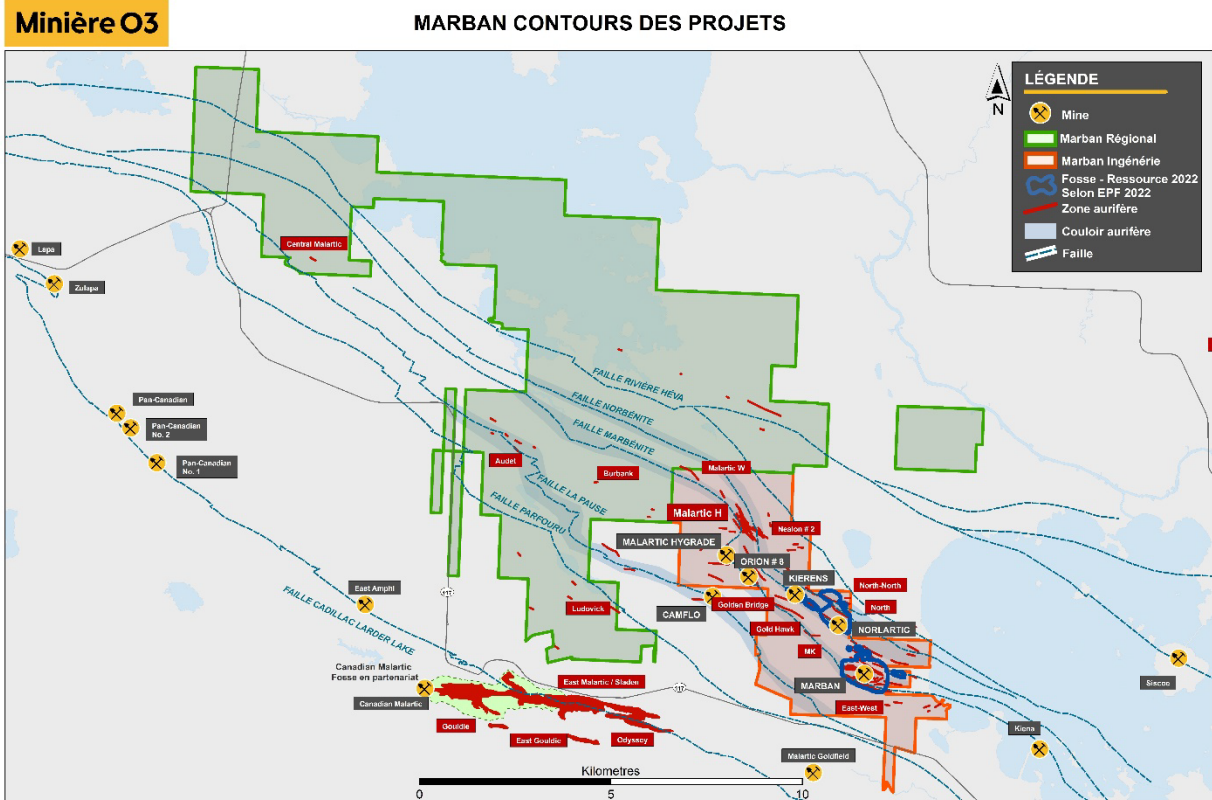 Minière O3
MARBAN CONTOURS DES PROJETS
N
LÉGENDE
Mine
Marban Régional
Marban Ingénérie
Fosse - Ressource 2022
Selon EPF 2022
Zone aurifère
Couloir aurifère
Faille
Central Malartic
Lapa
Zulapa
FAILLE RIVIÈRE HÉVA
FAILLE NORBÉNITE
FAILLE MARBÉNITE
Pan-Canadian
Pan-Canadian
No. 2
Pan-Canadian
No. 1
Audet
Burbank
Malartic W
FAILLE LA PAUSE
FAILLE PARFOURU
Malartic H
Nealon # 2
MALARTIC HYGRADE
ORION # 8
KIERENS
North-North
North
East Amphi
117
Ludovick
CAMFLO
Golden Bridge
Gold Hawk
NORLARTIC
MK
FAILLE CADILLAC LARDER LAKE
Canadian Malartic
Fosse en partenariat
Canadian Malartic
East Malartic / Sladen
117
MARBAN
East-West
Siscoe
Gouldie
East Gouldie
Odyssey
Kiena
Malartic Goldfield
Kilometres
0
5
10